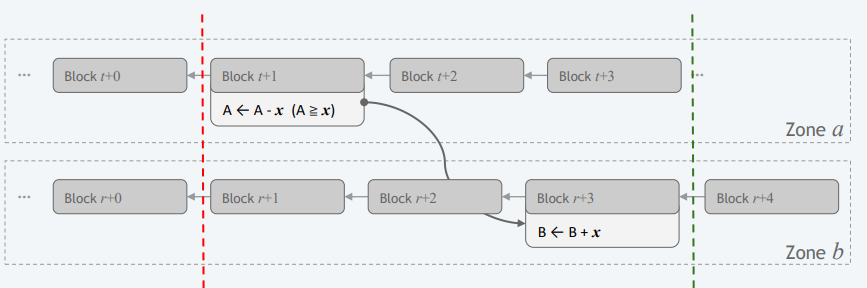 ... Block t+0 Block t+1 Block t+2 Block t+3 ...
A ← A - x (A ≧ x)
Zone a
... Block r+0 Block r+1 Block r+2 Block r+3 Block r+4
B ← B + x
Zone b